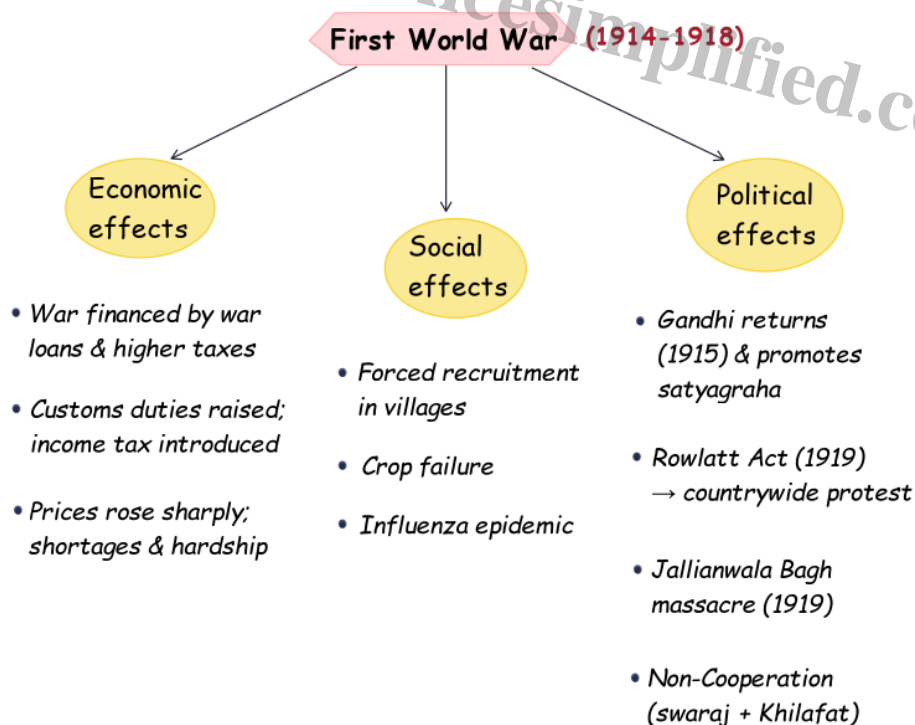 First World War (1914-1918)
cesimplified.c
Economic
effects
• War financed by war
loans & higher taxes
• Customs duties raised;
income tax introduced
• Prices rose sharply;
shortages & hardship
Social
effects
• Forced recruitment
in villages
• Crop failure
• Influenza epidemic
Political
effects
• Gandhi returns
(1915) & promotes
satyagraha
• Rowlatt Act (1919)
→ countrywide protest
• Jallianwala Bagh
massacre (1919)
• Non-Cooperation
(swaraj + Khilafat)